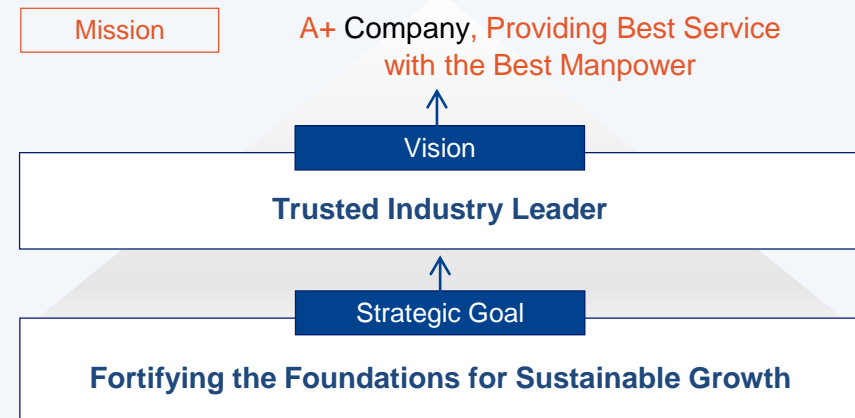 Mission
A+ Company, Providing Best Service
with the Best Manpower
Vision
Trusted Industry Leader
Strategic Goal
Fortifying the Foundations for Sustainable Growth